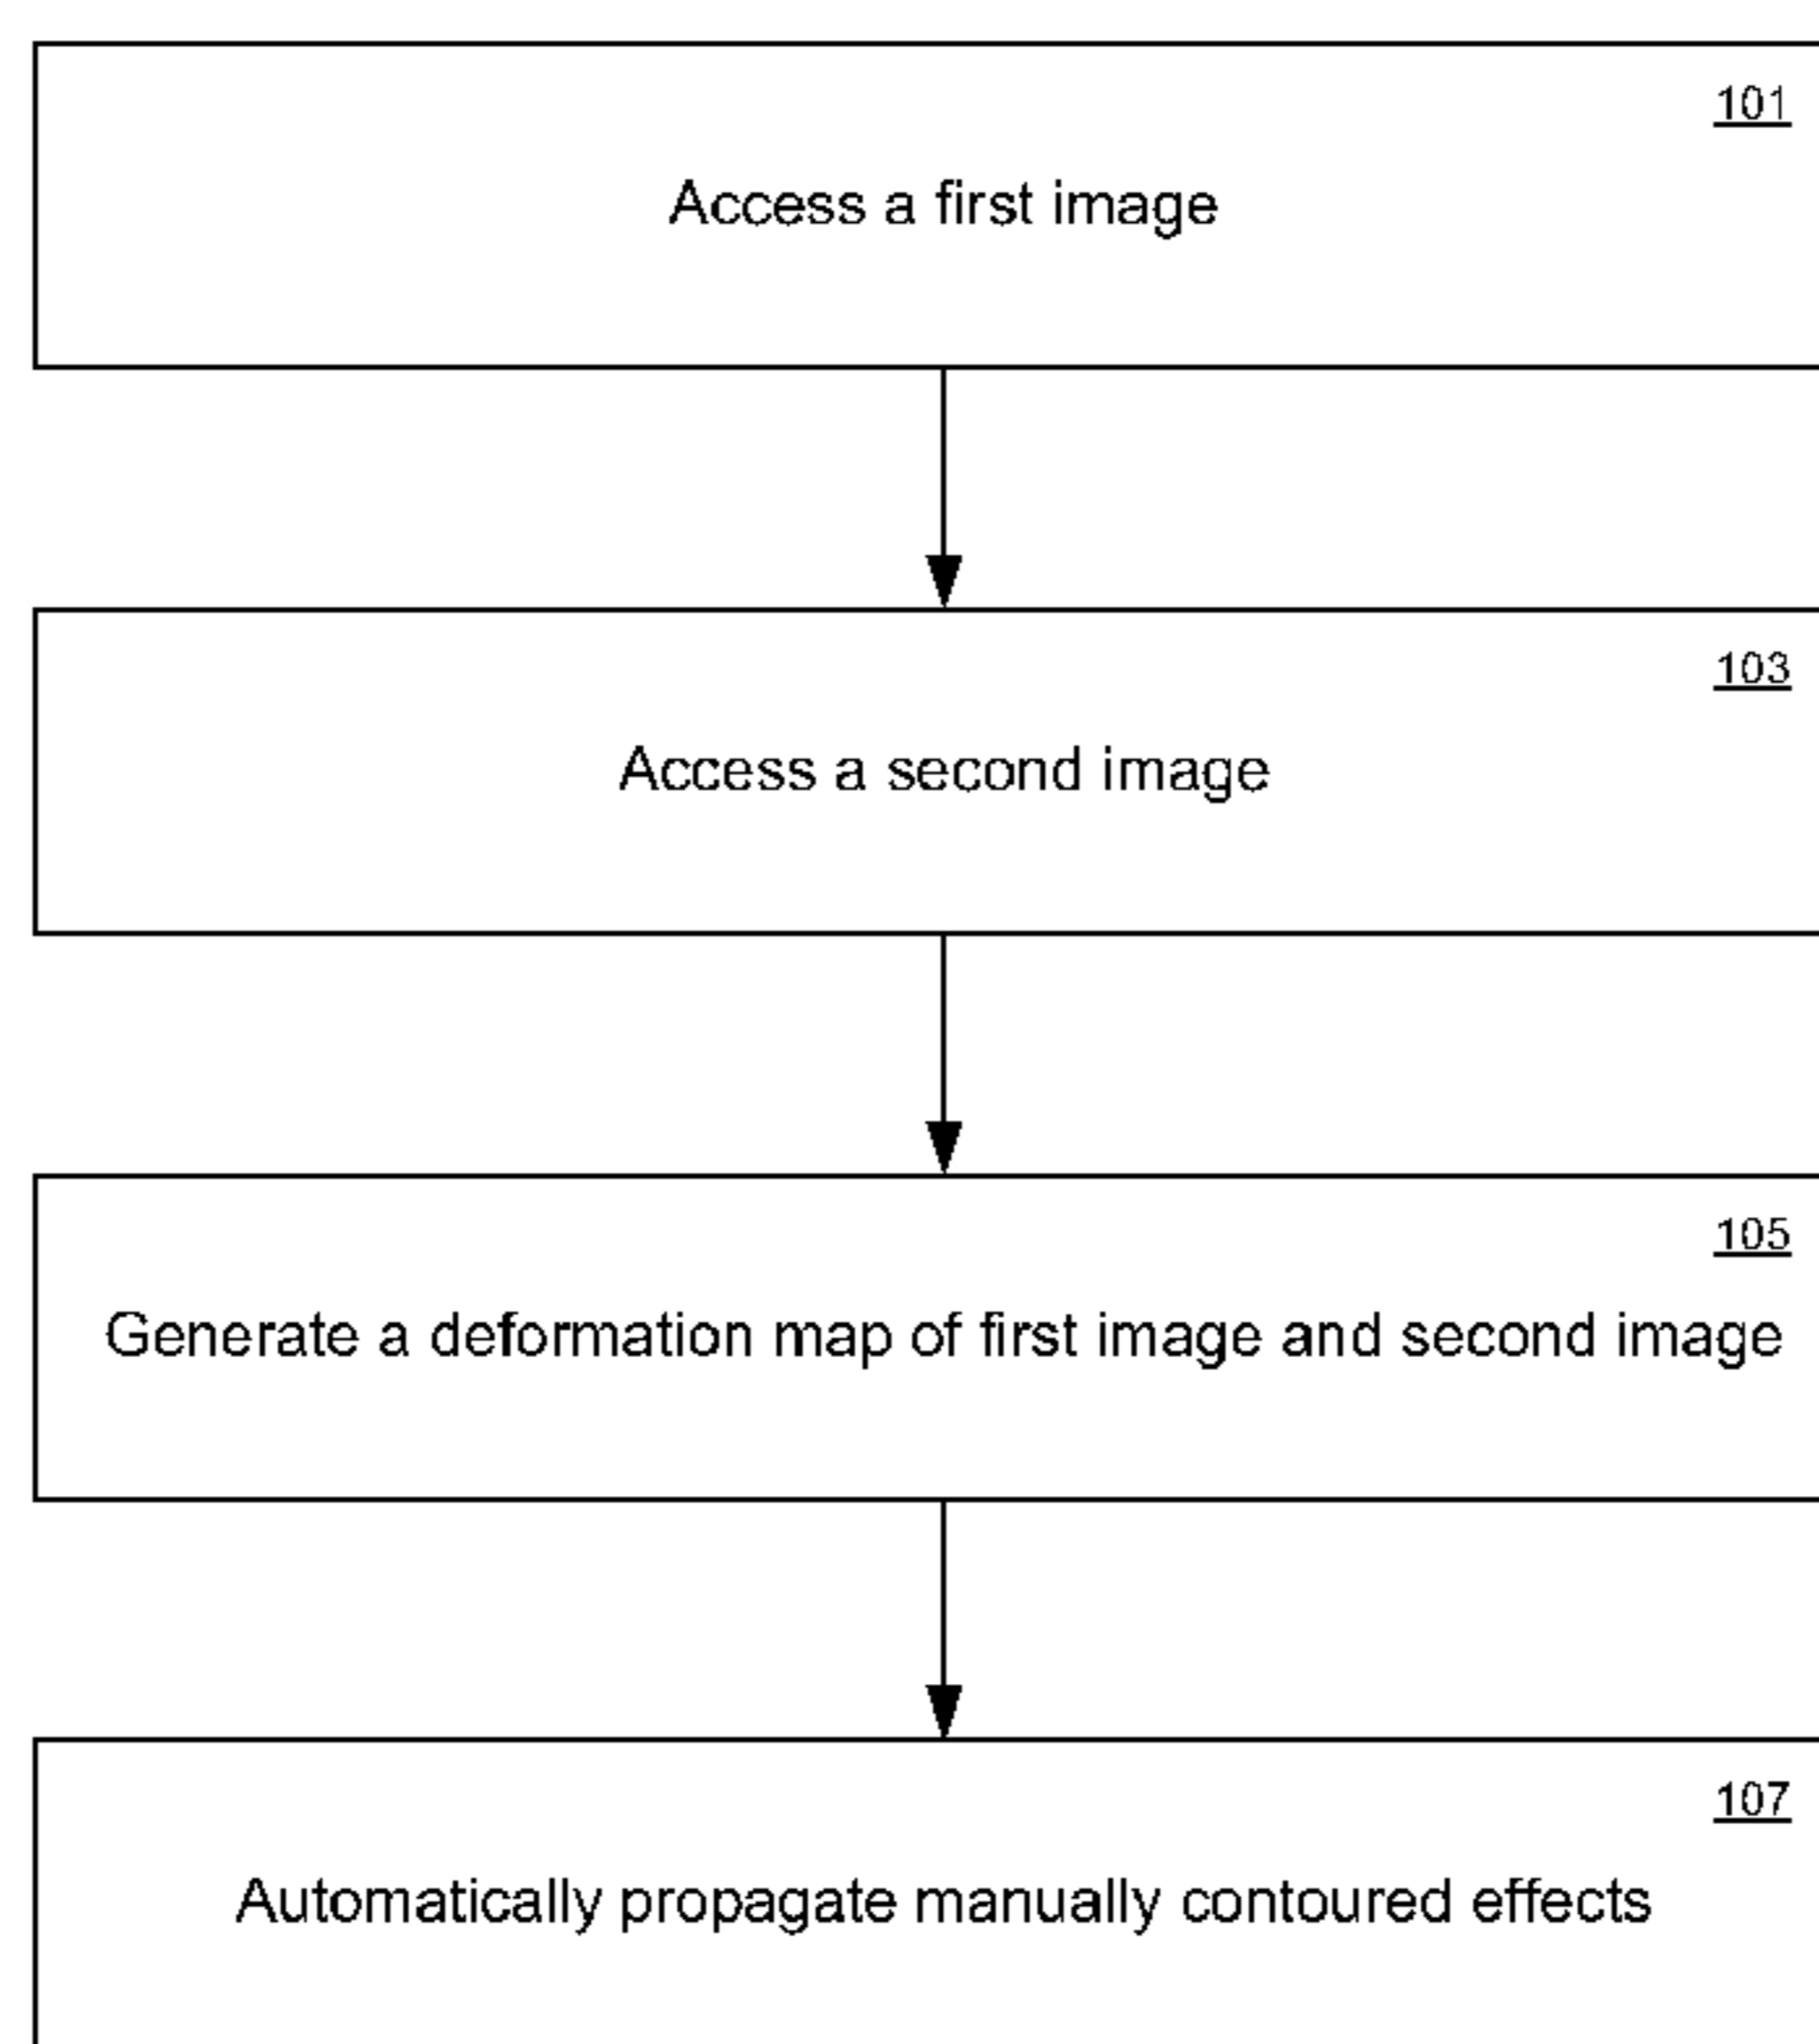 101
Access a first image
103
Access a second image
105
Generate a deformation map of first image and second image
107
Automatically propagate manually contoured effects